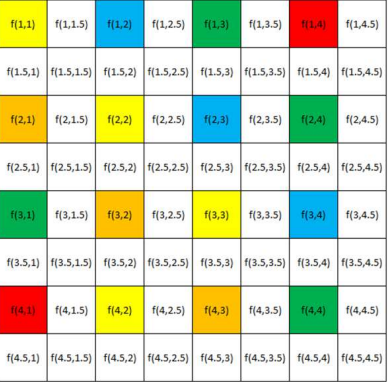 f(1,1) f(1,1.5) f(1,2) f(1,2.5) f(1,3) f(1,3.5) f(1,4) f(1,4.5)
f(1.5,1) f(1.5,1.5) f(1.5,2) f(1.5,2.5) f(1.5,3) f(1.5,3.5) f(1.5,4) f(1.5,4.5)
f(2,1) f(2,1.5) f(2,2) f(2,2.5) f(2,3) f(2,3.5) f(2,4) f(2,4.5)
f(2.5,1) f(2.5,1.5) f(2.5,2) f(2.5,2.5) f(2.5,3) f(2.5,3.5) f(2.5,4) f(2.5,4.5)
f(3,1) f(3,1.5) f(3,2) f(3,2.5) f(3,3) f(3,3.5) f(3,4) f(3,4.5)
f(3.5,1) f(3.5,1.5) f(3.5,2) f(3.5,2.5) f(3.5,3) f(3.5,3.5) f(3.5,4) f(3.5,4.5)
f(4,1) f(4,1.5) f(4,2) f(4,2.5) f(4,3) f(4,3.5) f(4,4) f(4,4.5)
f(4.5,1) f(4.5,1.5) f(4.5,2) f(4.5,2.5) f(4.5,3) f(4.5,3.5) f(4.5,4) f(4.5,4.5)